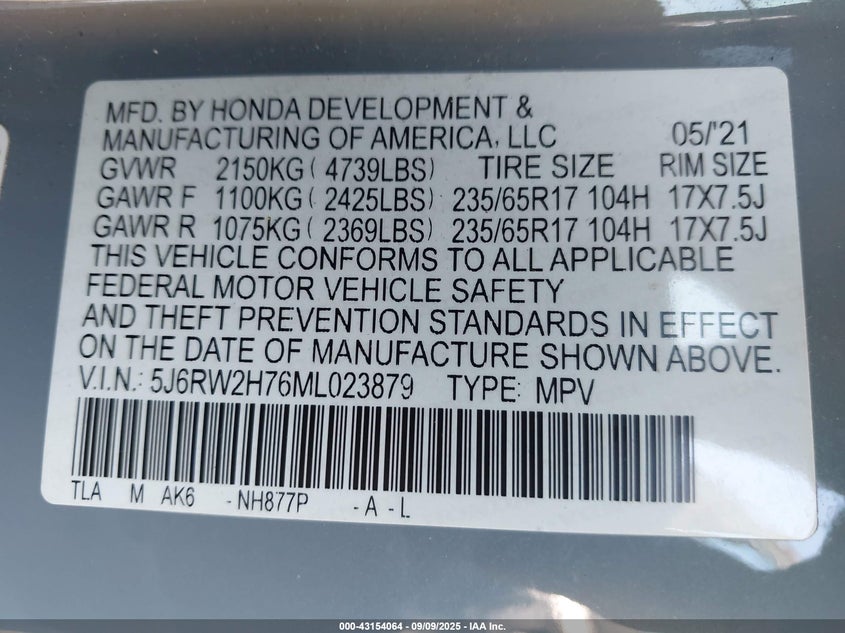 MFD. BY HONDA DEVELOPMENT &
MANUFACTURING OF AMERICA, LLC 05/'21
GVWR 2150KG ( 4739LBS) TIRE SIZE RIM SIZE
GAWR F 1100KG ( 2425LBS) 235/65R17 104H 17X7.5J
GAWR R 1075KG ( 2369LBS) 235/65R17 104H 17X7.5J
THIS VEHICLE CONFORMS TO ALL APPLICABLE
FEDERAL MOTOR VEHICLE SAFETY
AND THEFT PREVENTION STANDARDS IN EFFECT
ON THE DATE OF MANUFACTURE SHOWN ABOVE.
V.I.N.: 5J6RW2H76ML023879 TYPE: MPV
TLA M AK6 -NH877P -A -L
000-43154064 - 09/09/2025 - IAA Inc.